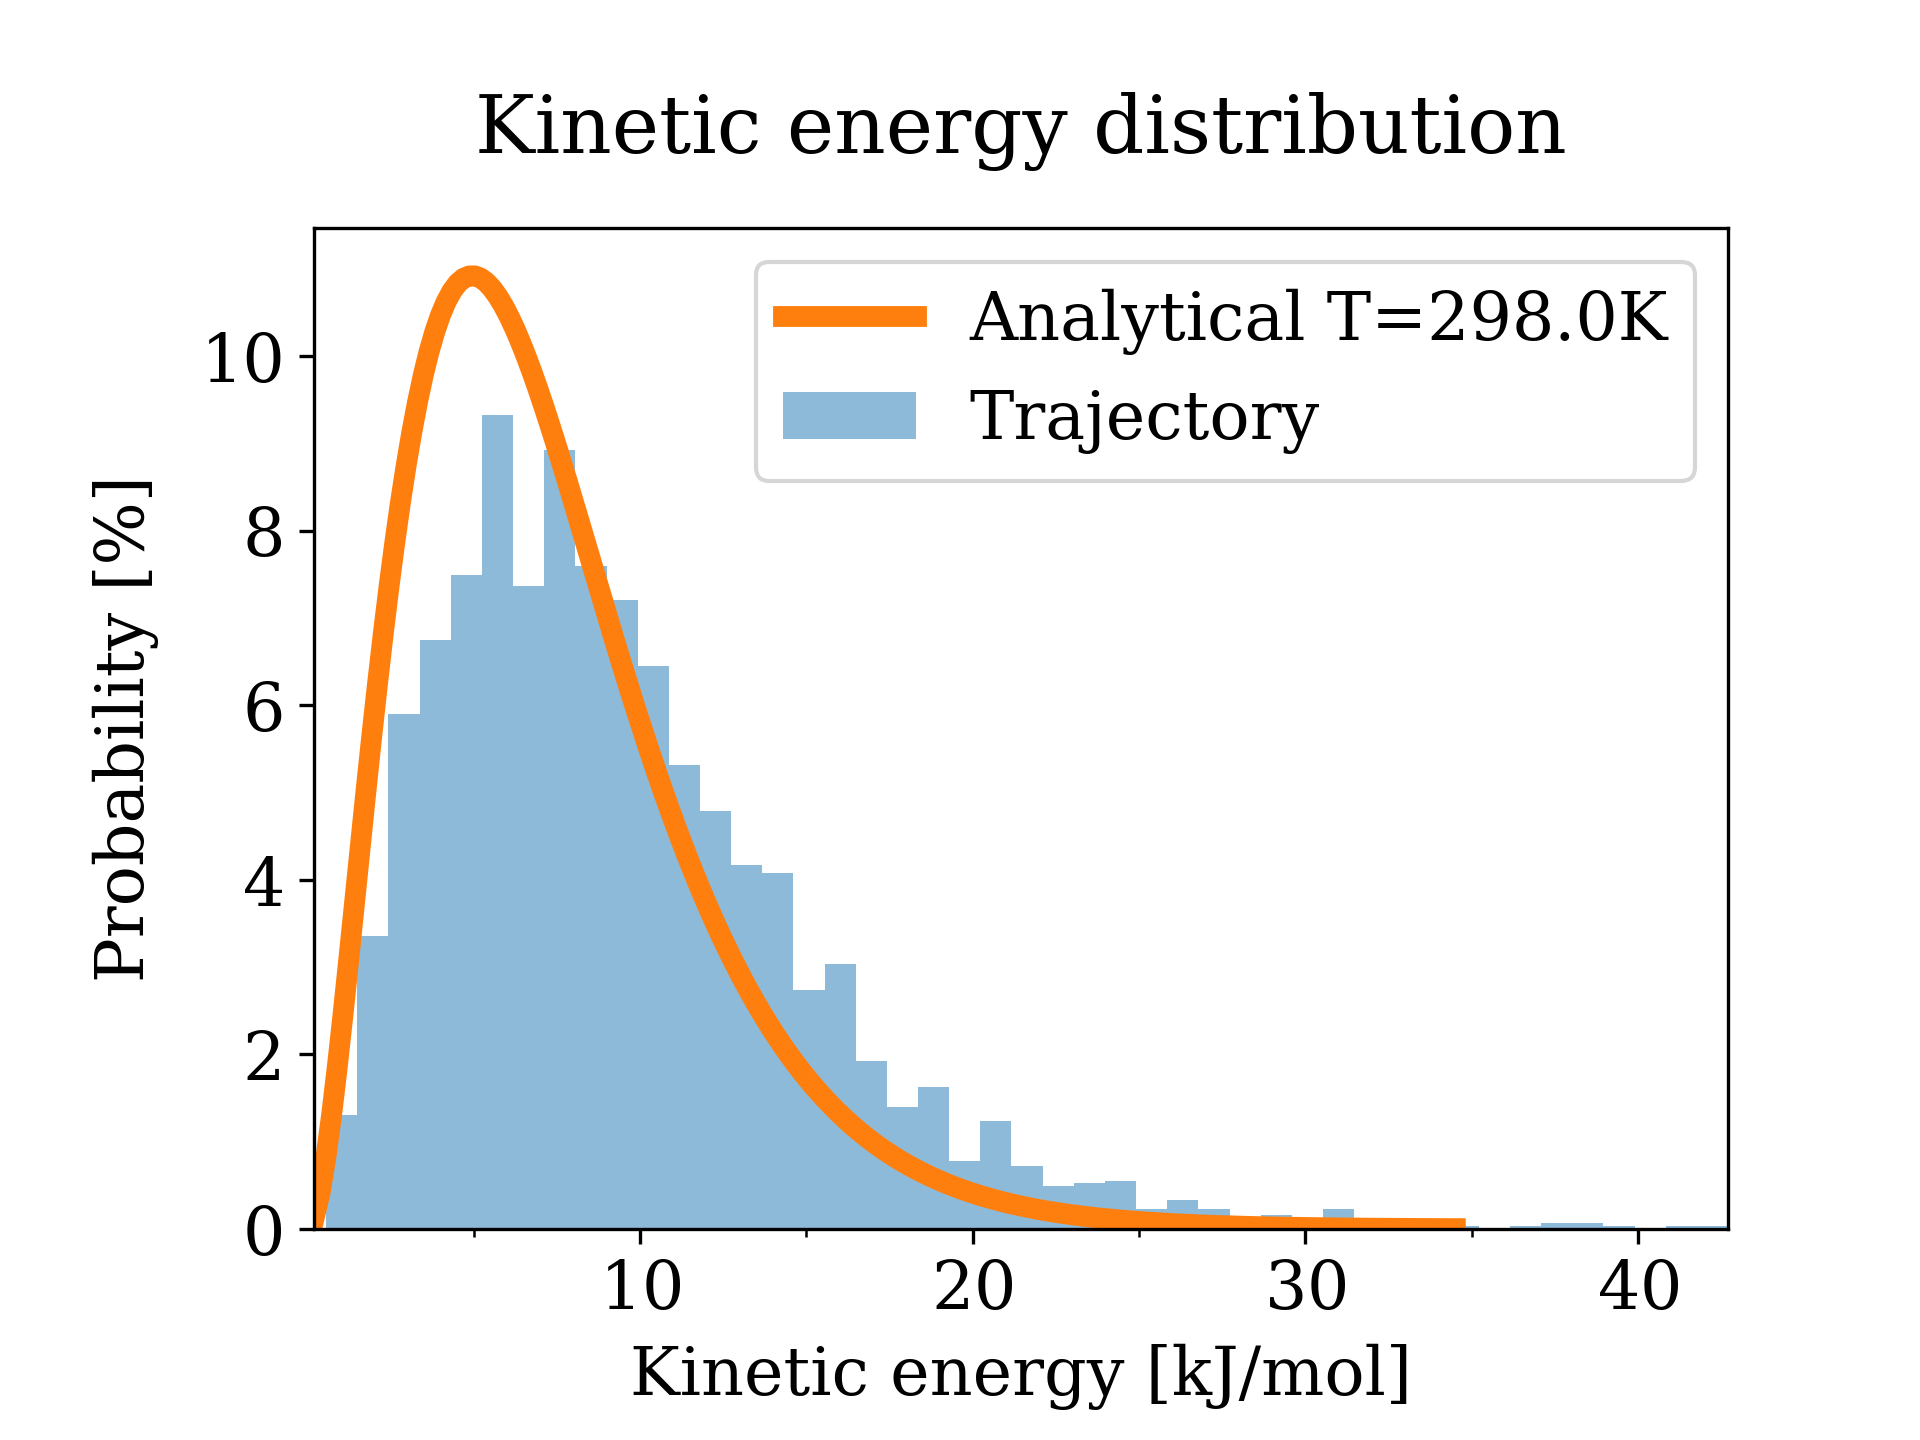 Kinetic energy distribution
Analytical T=298.0K
Trajectory
Probability [%]
10
8
6
4
2
0
10 20 30 40
Kinetic energy [kJ/mol]